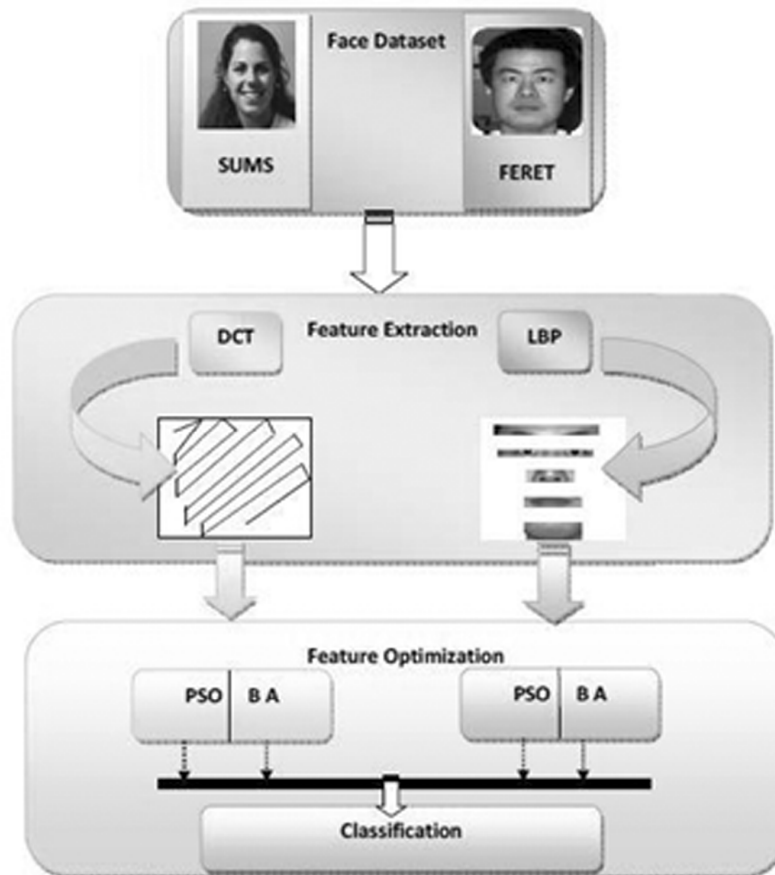 Face Dataset
SUMS
FERET
DCT
Feature Extraction
LBP
Feature Optimization
PSO B A
PSO B A
Classification